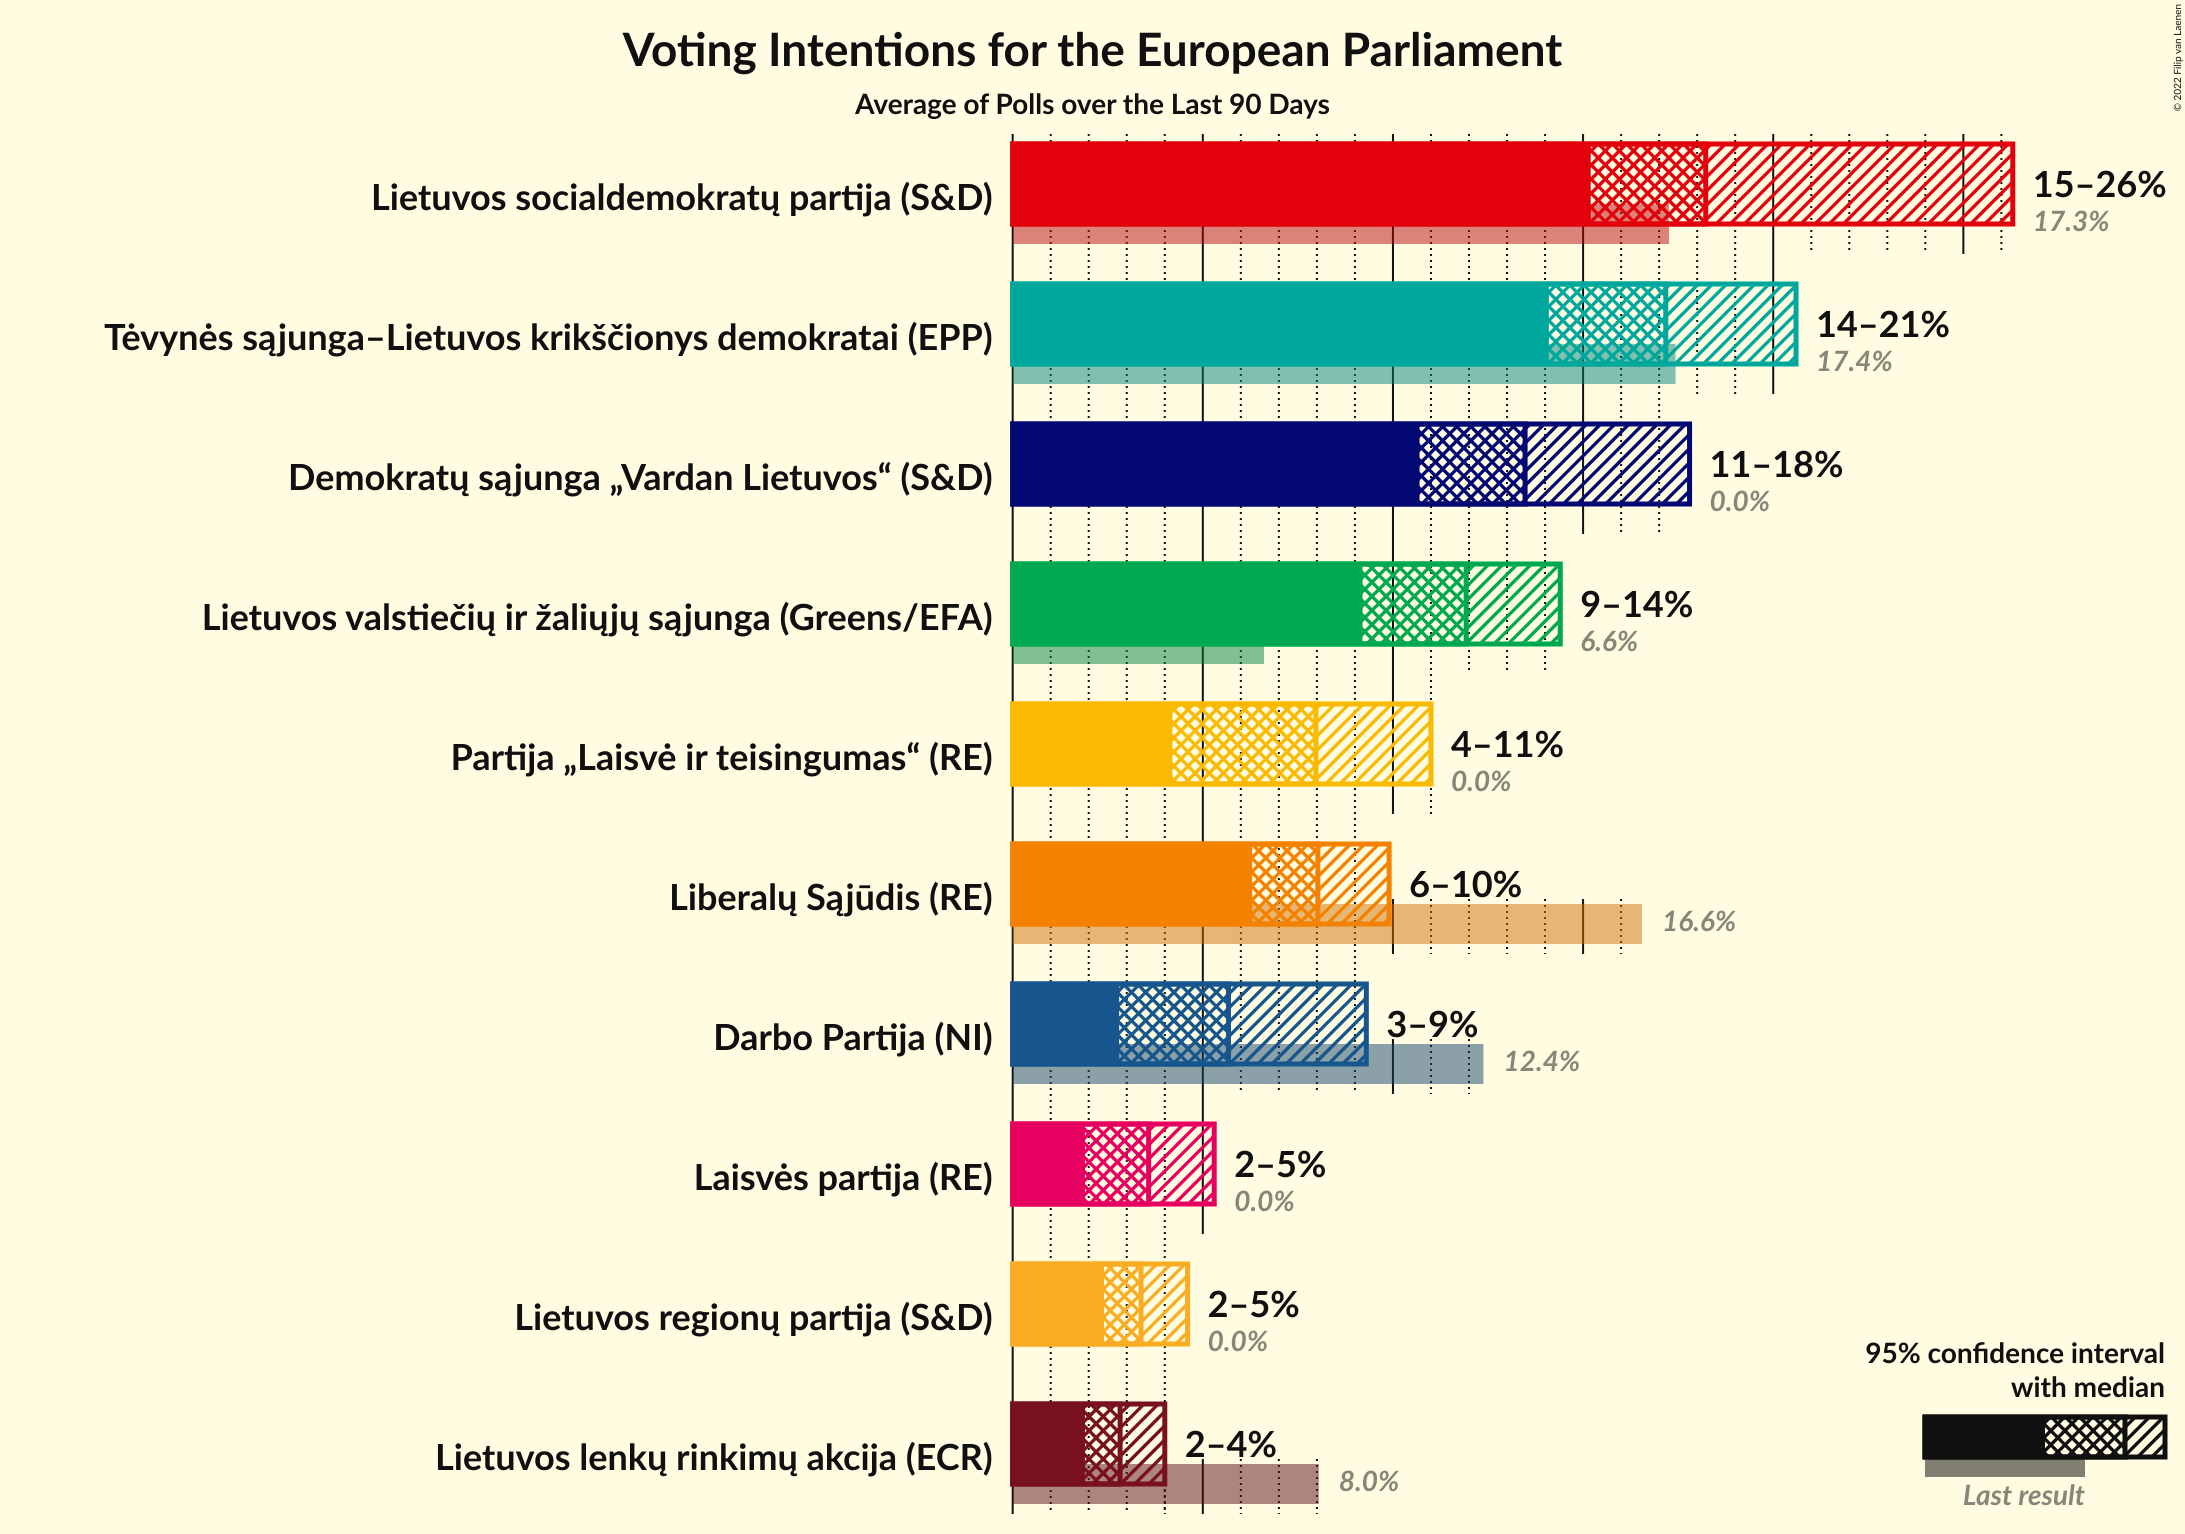 Voting Intentions for the European Parliament
Average of Polls over the Last 90 Days
© 2022 Filip van Laenen
Lietuvos socialdemokratų partija (S&D)
15–26%
17.3%
Tėvynės sąjunga–Lietuvos krikščionys demokratai (EPP)
14–21%
17.4%
Demokratų sąjunga „Vardan Lietuvos“ (S&D)
11–18%
0.0%
Lietuvos valstiečių ir žaliųjų sąjunga (Greens/EFA)
9–14%
6.6%
Partija „Laisvė ir teisingumas“ (RE)
4–11%
0.0%
Liberalų Sąjūdis (RE)
6–10%
16.6%
Darbo Partija (NI)
3–9%
12.4%
Laisvės partija (RE)
2–5%
0.0%
Lietuvos regionų partija (S&D)
2–5%
0.0%
Lietuvos lenkų rinkimų akcija (ECR)
2–4%
8.0%
95% confidence interval
with median
Last result